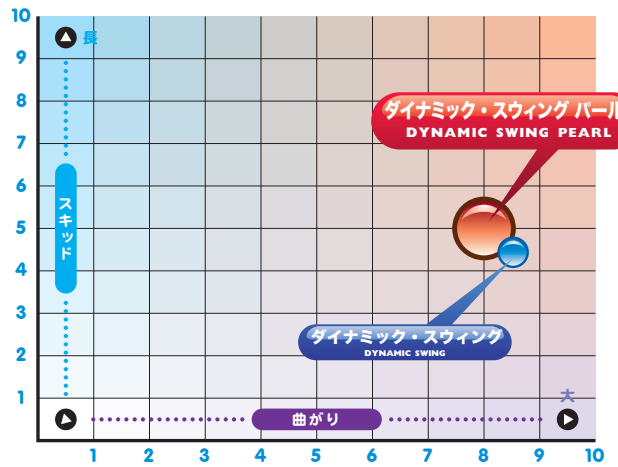 10
長
9
8
ダイナミック・スウィング パール
DYNAMIC SWING PEARL
7
6
スキッド
5
4
3
ダイナミック・スウィング
DYNAMIC SWING
2
大
1
曲がり
1 2 3 4 5 6 7 8 9 10